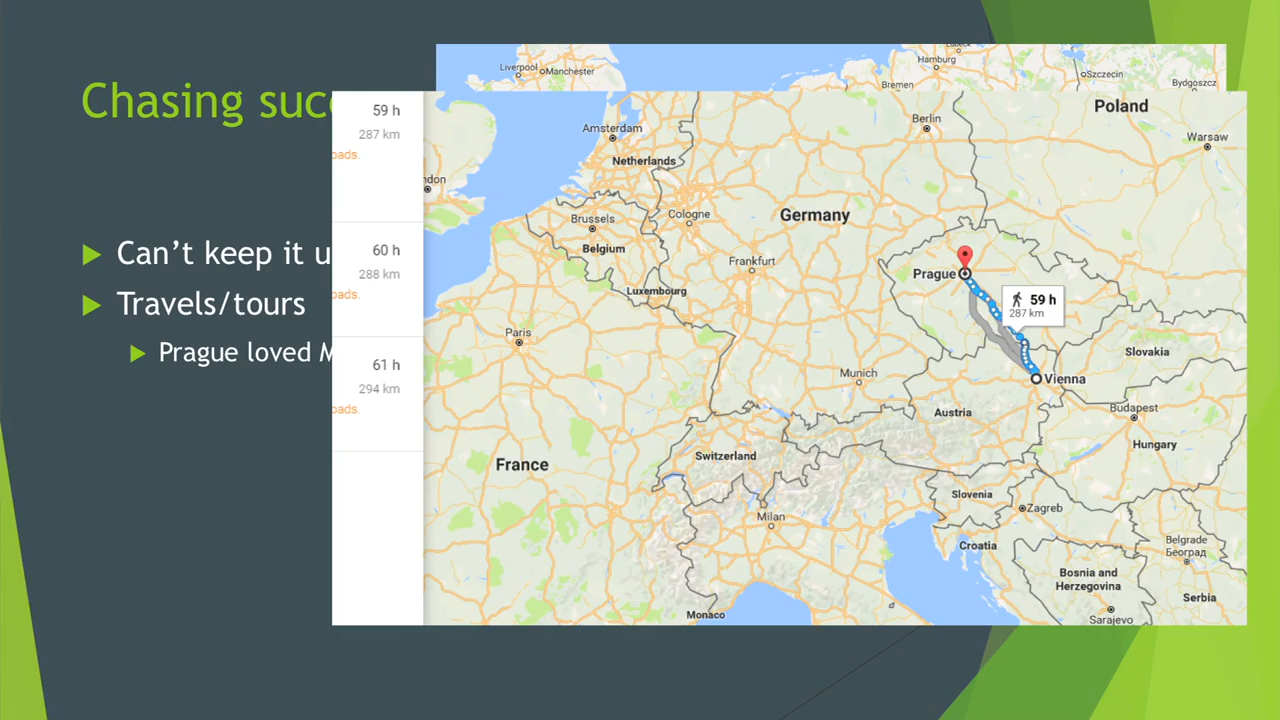 Chasing suc
Can't keep it u
Travels/tours
Prague loved M
59 h
287 km
oads.
60 h
288 km
oads.
61 h
294 km
oads.
Liverpool
Manchester
Hamburg
Bremen
Szczecin
Bydgoszcz
Poland
Berlin
Warsaw
Amsterdam
Netherlands
ndon
Brussels
Cologne
Germany
Belgium
Frankfurt
Prague
Luxembourg
59 h
287 km
Paris
Slovakia
Munich
Vienna
Austria
Budapest
Hungary
Switzerland
France
Slovenia
Zagreb
Milan
Croatia
Belgrade
Београд
Bosnia and
Herzegovina
Serbia
Monaco
Sarajevo